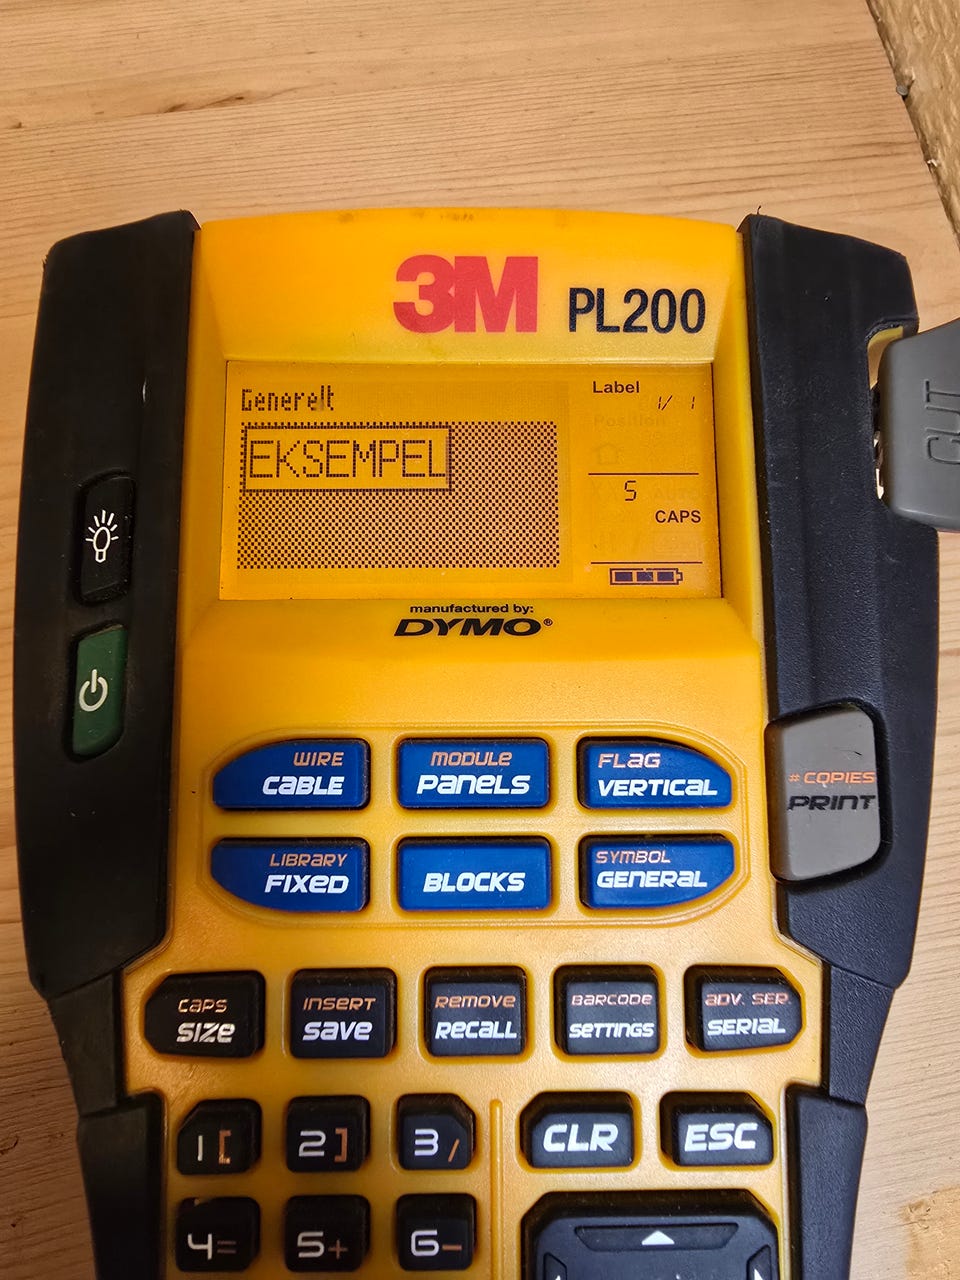 3M PL200
Generelt
EKSEMPEL
Label
1/ 1
Position
S Auto
CAPS
CUT
manufactured by:
DYMO®
WIRE
CABLE
MODULE
PANELS
FLAG
VERTICAL
# COPIES
PRINT
LIBRARY
FIXED
BLOCKS
SYMBOL
GENERAL
CAPS
SIZE
INSERT
SAVE
REMOVE
RECALL
BARCODE
SETTINGS
ADV. SER.
SERIAL
1 [
2 ]
3 /
CLR
ESC
4 =
5 +
6 -